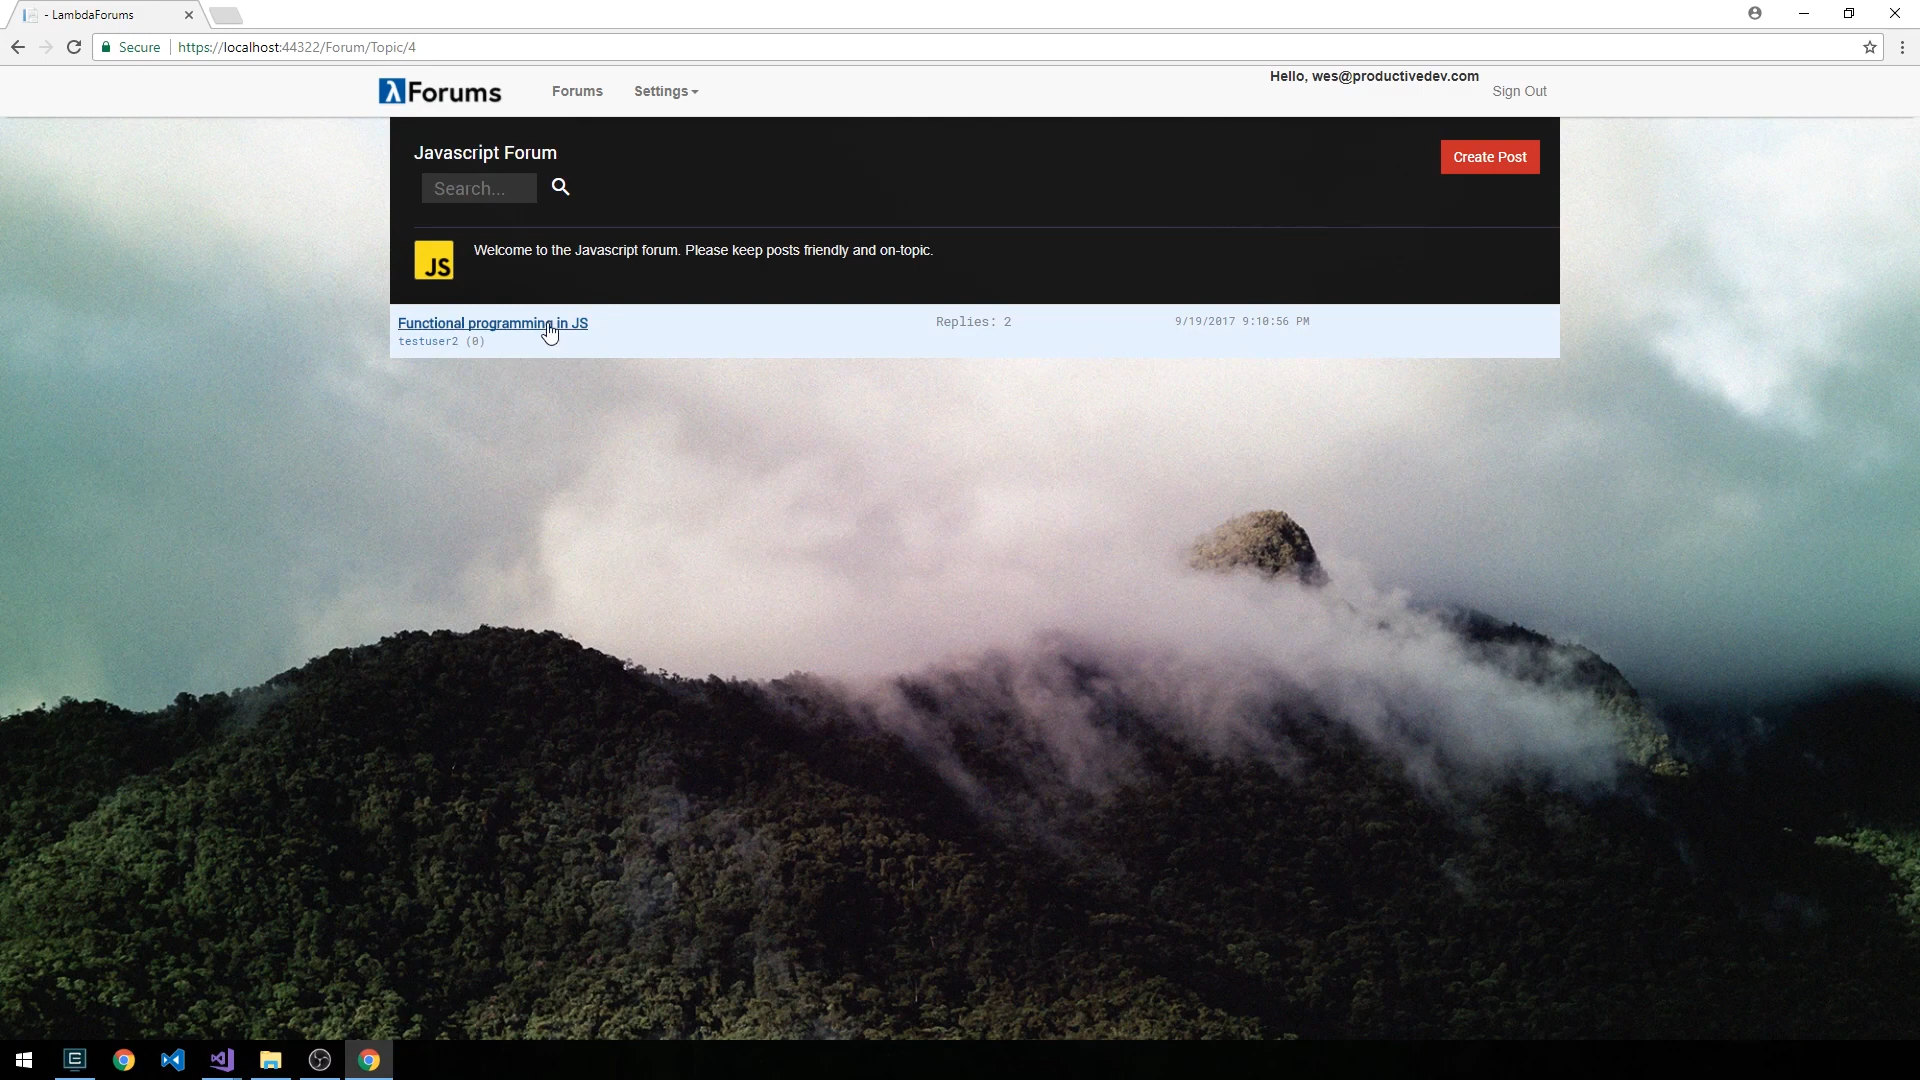 - LambdaForums
Secure https://localhost:44322/Forum/Topic/4
λForums
Forums
Settings
Hello, wes@productivedev.com
Sign Out
Javascript Forum
Create Post
Search...
JS
Welcome to the Javascript forum. Please keep posts friendly and on-topic.
Functional programming in JS
Replies: 2
9/19/2017 9:10:56 PM
testuser2 (0)